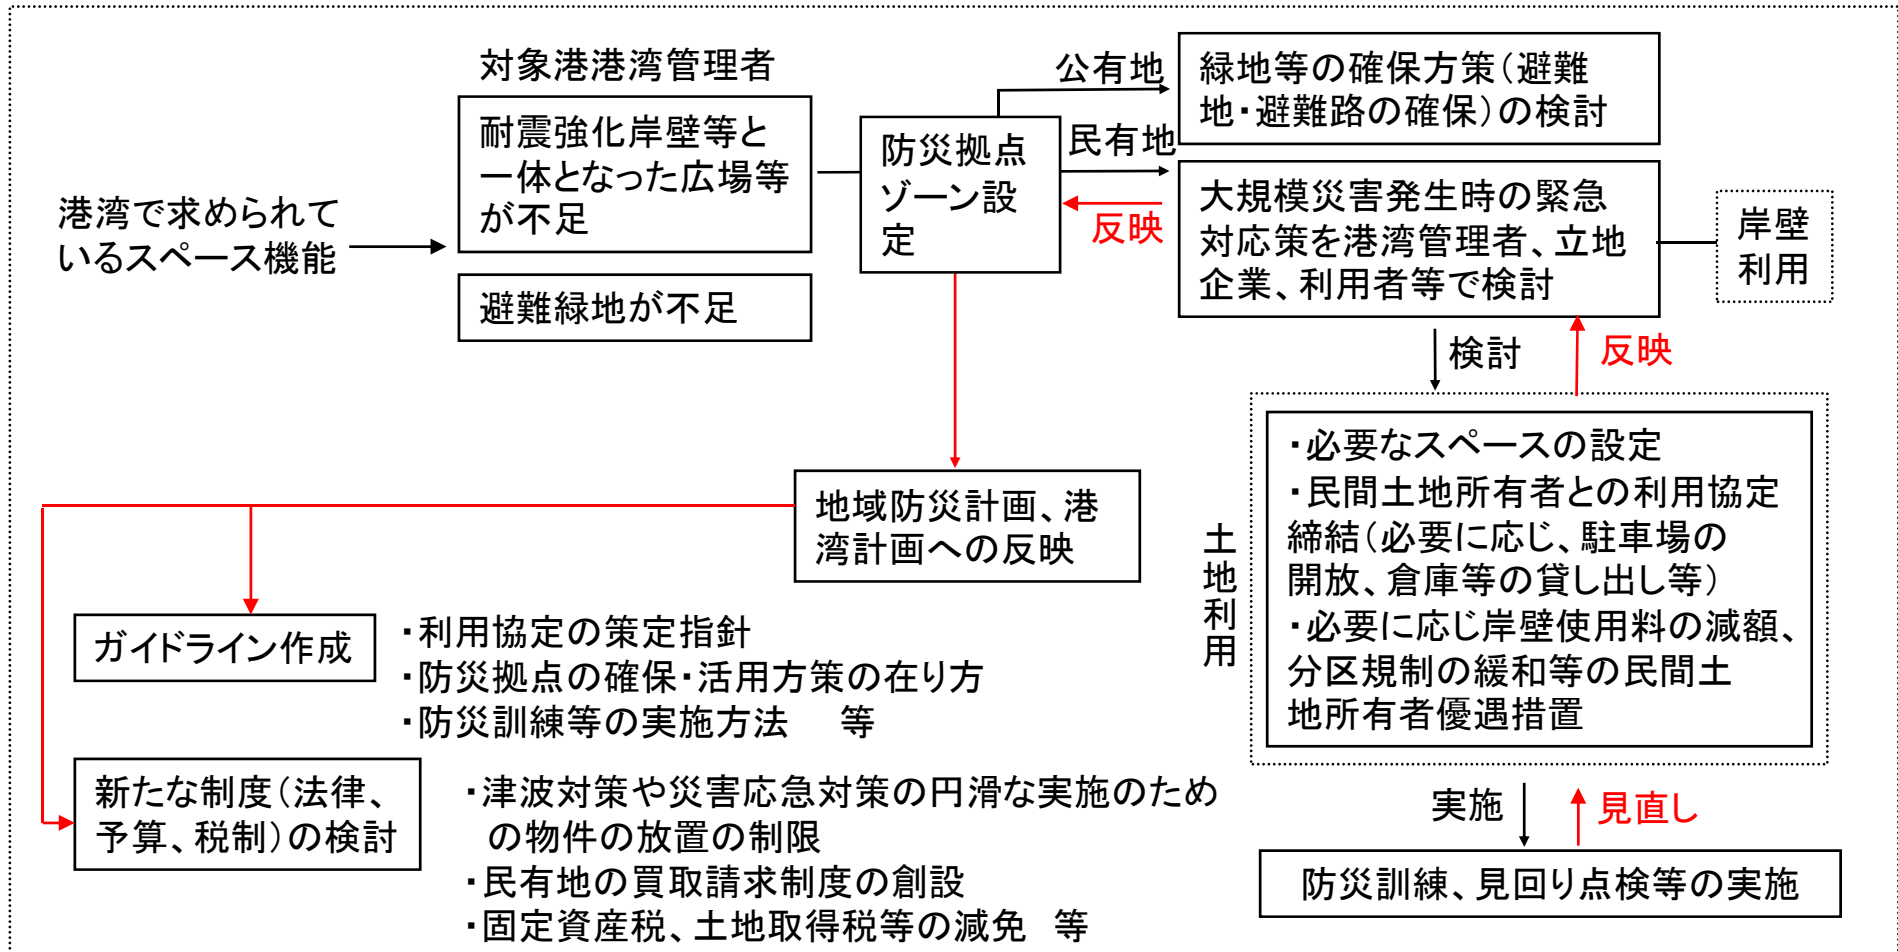 対象港港湾管理者
耐震強化岸壁等と
一体となった広場等
が不足
港湾で求められて
いるスペース機能
避難緑地が不足
防災拠点
ゾーン設
定
公有地
民有地
反映
緑地等の確保方策（避難
地・避難路の確保）の検討
大規模災害発生時の緊急
対応策を港湾管理者、立地
企業、利用者等で検討
岸壁
利用
検討
反映
土地利用
・必要なスペースの設定
・民間土地所有者との利用協定
締結（必要に応じ、駐車場の
開放、倉庫等の貸し出し等）
・必要に応じ岸壁使用料の減額、
分区規制の緩和等の民間土
地所有者優遇措置
実施
見直し
防災訓練、見回り点検等の実施
地域防災計画、港
湾計画への反映
ガイドライン作成
・利用協定の策定指針
・防災拠点の確保・活用方策の在り方
・防災訓練等の実施方法　等
新たな制度（法律、
予算、税制）の検討
・津波対策や災害応急対策の円滑な実施のため
の物件の放置の制限
・民有地の買取請求制度の創設
・固定資産税、土地取得税等の減免　等